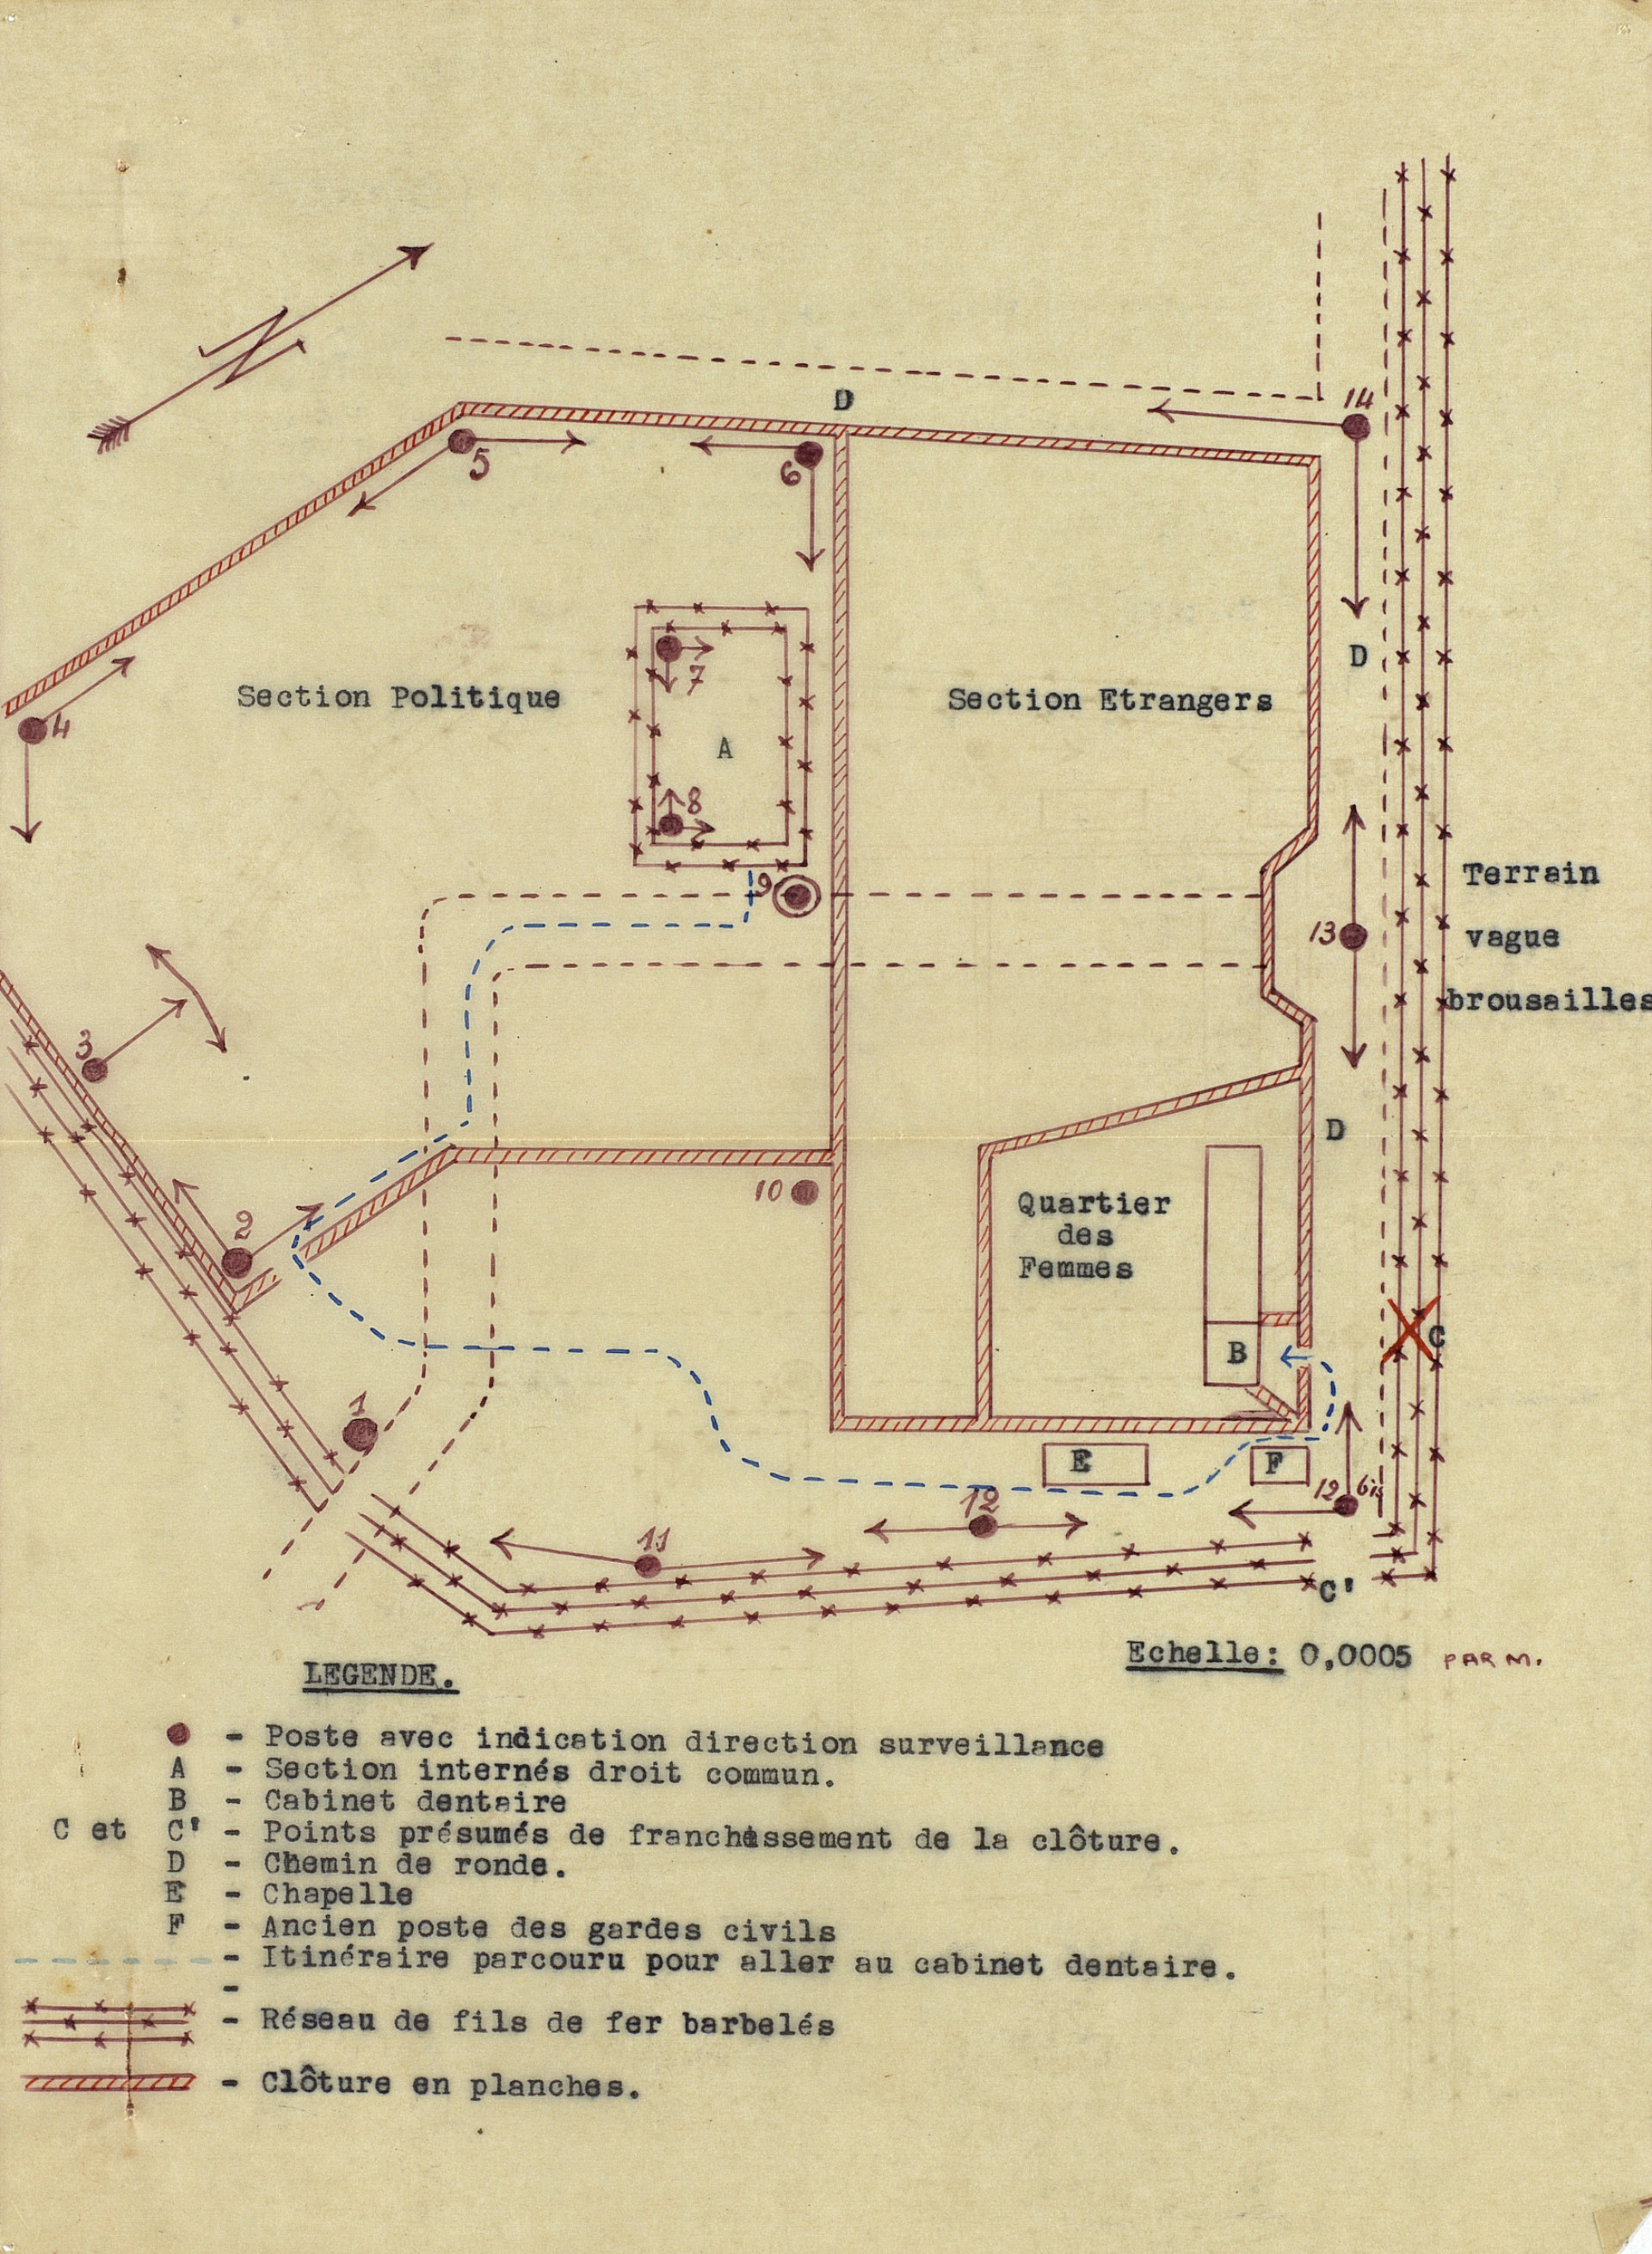 N
D
14
5
6
D
7
Section Politique
Section Etrangers
4
A
8
Terrain
9
vague
13
brousailles
3
D
10
Quartier
des
Femmes
2
C
B
1
E
F
12 bis
12
11
C'
Echelle: 0,0005 PAR M.
LEGENDE.
- Poste avec indication direction surveillance
A - Section internés droit commun.
B - Cabinet dentaire
C et C' - Points présumés de franchissement de la clôture.
D - Chemin de ronde.
E - Chapelle
F - Ancien poste des gardes civils
- Itinéraire parcouru pour aller au cabinet dentaire.
-
- Réseau de fils de fer barbelés
- Clôture en planches.